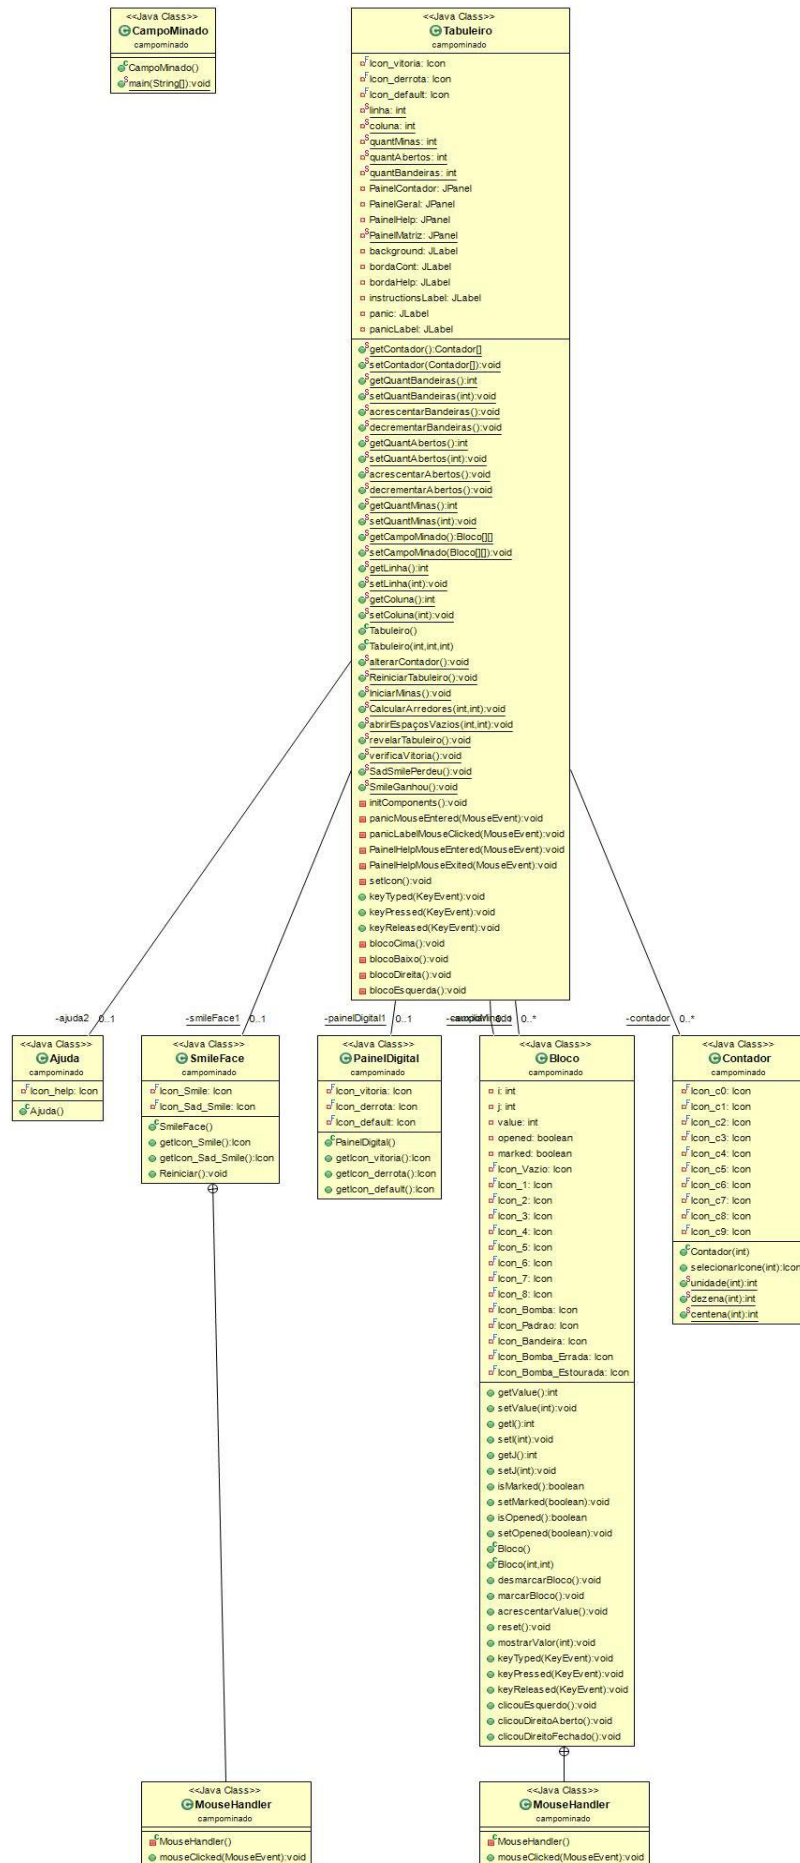 <<Java Class>>
CampoMinado
campominado
CampoMinado()
main(String[]):void
<<Java Class>>
Tabuleiro
campominado
Icon_vitoria: Icon
Icon_derrota: Icon
Icon_default: Icon
linha: int
coluna: int
quantMinas: int
quantAbertos: int
quantBandeiras: int
PainelContador: JPanel
PainelGeral: JPanel
PainelHelp: JPanel
PainelMatriz: JPanel
background: JLabel
bordaCont: JLabel
bordaHelp: JLabel
instructionsLabel: JLabel
panic: JLabel
panicLabel: JLabel
getContador():Contador[]
setContador(Contador[]):void
getQuantBandeiras():int
setQuantBandeiras(int):void
acrescentarBandeiras():void
decrementarBandeiras():void
getQuantAbertos():int
setQuantAbertos(int):void
acrescentarAbertos():void
decrementarAbertos():void
getQuantMinas():int
setQuantMinas(int):void
getCampoMinado():Bloco[][]
setCampoMinado(Bloco[][]):void
getLinha():int
setLinha(int):void
getColuna():int
setColuna(int):void
Tabuleiro()
Tabuleiro(int,int,int)
alterarContador():void
ReiniciarTabuleiro():void
IniciarMinas():void
CalcularArredores(int,int):void
abrirEspaçosVazios(int,int):void
revelarTabuleiro():void
verificaVitoria():void
SadSmilePerdeu():void
SmileGanhou():void
initComponents():void
panicMouseEntered(MouseEvent):void
panicLabelMouseClicked(MouseEvent):void
PainelHelpMouseEntered(MouseEvent):void
PainelHelpMouseExited(MouseEvent):void
setIcon():void
keyTyped(KeyEvent):void
keyPressed(KeyEvent):void
keyReleased(KeyEvent):void
blocoCima():void
blocoBaixo():void
blocoDireita():void
blocoEsquerda():void
-ajuda2 0..1
-smileFace1 0..1
-painelDigital1 0..1
0..*
-contador 0..*
<<Java Class>>
Ajuda
campominado
Icon_help: Icon
Ajuda()
<<Java Class>>
SmileFace
campominado
Icon_Smile: Icon
Icon_Sad_Smile: Icon
SmileFace()
getIcon_Smile():Icon
getIcon_Sad_Smile():Icon
Reiniciar():void
<<Java Class>>
PainelDigital
campominado
Icon_vitoria: Icon
Icon_derrota: Icon
Icon_default: Icon
PainelDigital()
getIcon_vitoria():Icon
getIcon_derrota():Icon
getIcon_default():Icon
<<Java Class>>
Bloco
campominado
i: int
j: int
value: int
opened: boolean
marked: boolean
Icon_Vazio: Icon
Icon_1: Icon
Icon_2: Icon
Icon_3: Icon
Icon_4: Icon
Icon_5: Icon
Icon_6: Icon
Icon_7: Icon
Icon_8: Icon
Icon_Bomba: Icon
Icon_Padrao: Icon
Icon_Bandeira: Icon
Icon_Bomba_Errada: Icon
Icon_Bomba_Estourada: Icon
getValue():int
setValue(int):void
getI():int
setI(int):void
getJ():int
setJ(int):void
isMarked():boolean
setMarked(boolean):void
isOpened():boolean
setOpened(boolean):void
Bloco()
Bloco(int,int)
desmarcarBloco():void
marcarBloco():void
acrescentarValue():void
reset():void
mostrarValor(int):void
keyTyped(KeyEvent):void
keyPressed(KeyEvent):void
keyReleased(KeyEvent):void
clicouEsquerdo():void
clicouDireitoAberto():void
clicouDireitoFechado():void
<<Java Class>>
Contador
campominado
Icon_c0: Icon
Icon_c1: Icon
Icon_c2: Icon
Icon_c3: Icon
Icon_c4: Icon
Icon_c5: Icon
Icon_c6: Icon
Icon_c7: Icon
Icon_c8: Icon
Icon_c9: Icon
Contador(int)
selecionarIcone(int):Icon
unidade(int):int
dezena(int):int
centena(int):int
<<Java Class>>
MouseHandler
campominado
MouseHandler()
mouseClicked(MouseEvent):void
<<Java Class>>
MouseHandler
campominado
MouseHandler()
mouseClicked(MouseEvent):void